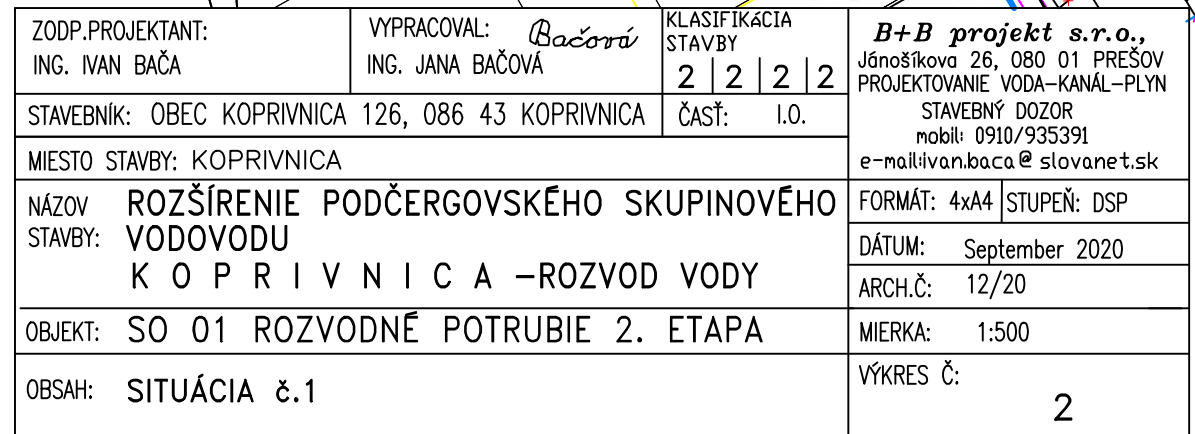 ZODP.PROJEKTANT:
ING. IVAN BAČA
VYPRACOVAL: Bačová
ING. JANA BAČOVÁ
KLASIFIKáCIA
STAVBY
2 2 2 2
B+B projekt s.r.o.,
Jánošíkova 26, 080 01 PREŠOV
PROJEKTOVANIE VODA-KANÁL-PLYN
STAVEBNÝ DOZOR
mobil: 0910/935391
e-mail:ivan.baca@ slovanet.sk
STAVEBNÍK: OBEC KOPRIVNICA 126, 086 43 KOPRIVNICA
ČASŤ: I.O.
MIESTO STAVBY: KOPRIVNICA
NÁZOV STAVBY:
ROZŠÍRENIE PODČERGOVSKÉHO SKUPINOVÉHO
VODOVODU
K O P R I V N I C A -ROZVOD VODY
FORMÁT: 4xA4
STUPEŇ: DSP
DÁTUM: September 2020
ARCH.Č: 12/20
OBJEKT: SO 01 ROZVODNÉ POTRUBIE 2. ETAPA
MIERKA: 1:500
OBSAH: SITUÁCIA č.1
VÝKRES Č:
2